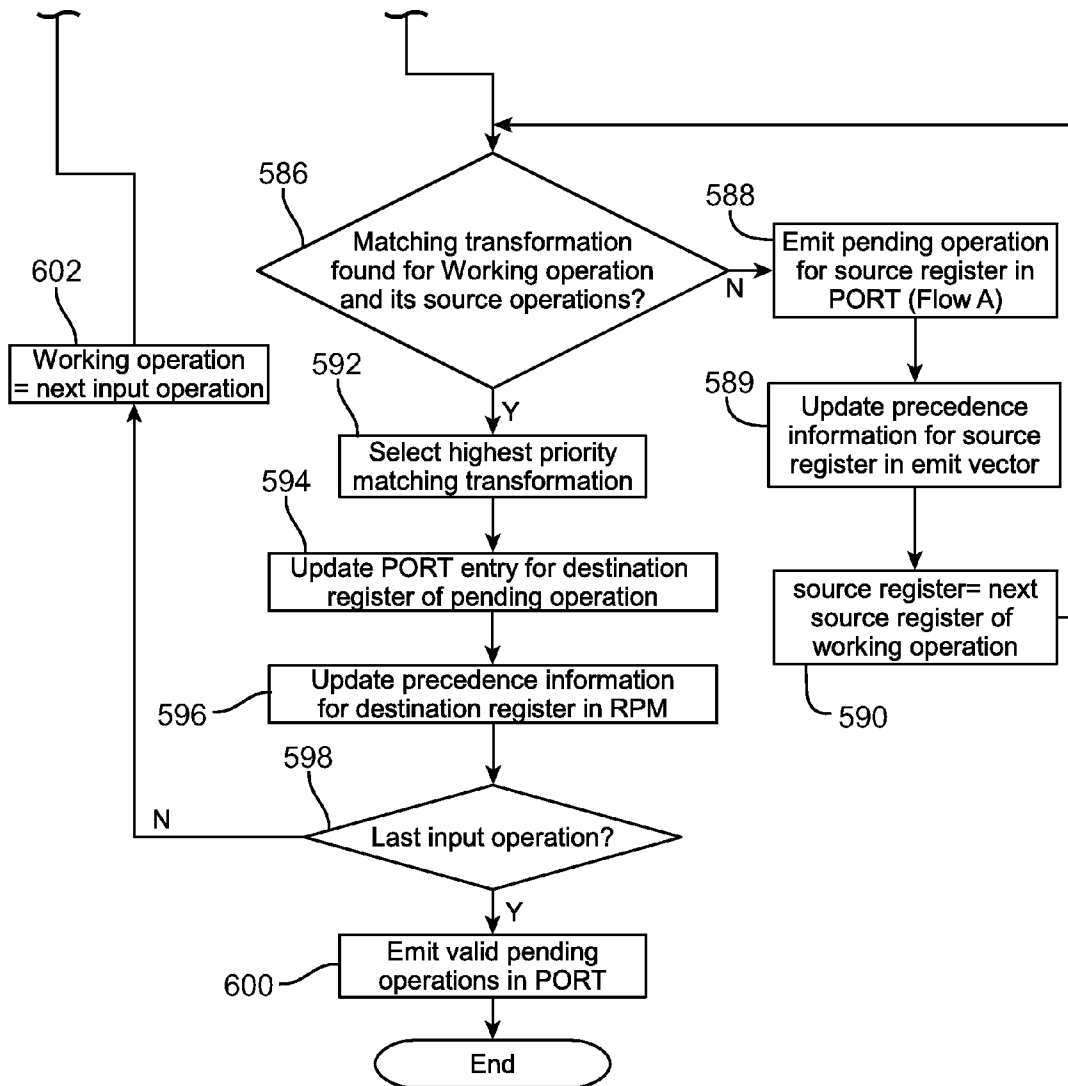 586
Matching transformation
found for Working operation
and its source operations?
N
588
Emit pending operation
for source register in
PORT (Flow A)
589
Update precedence
information for source
register in emit vector
source register= next
source register of
working operation
590
602
Working operation
= next input operation
Y
592
Select highest priority
matching transformation
594
Update PORT entry for destination
register of pending operation
Update precedence information
for destination register in RPM
596
598
Last input operation?
N
Y
Emit valid pending
operations in PORT
600
End